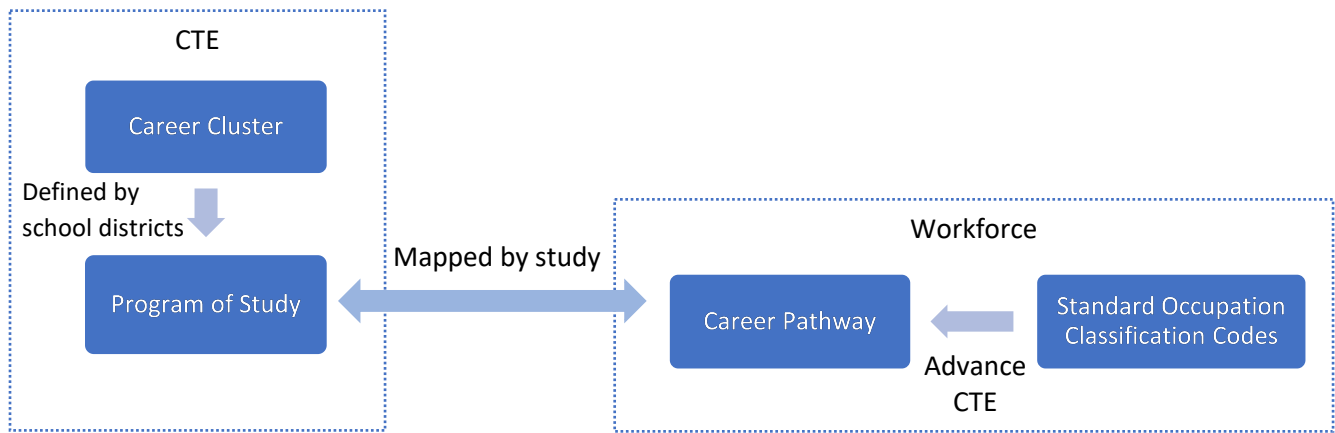 CTE
Career Cluster
Defined by
school districts
Program of Study
Mapped by study
Workforce
Career Pathway
Standard Occupation
Classification Codes
Advance
CTE